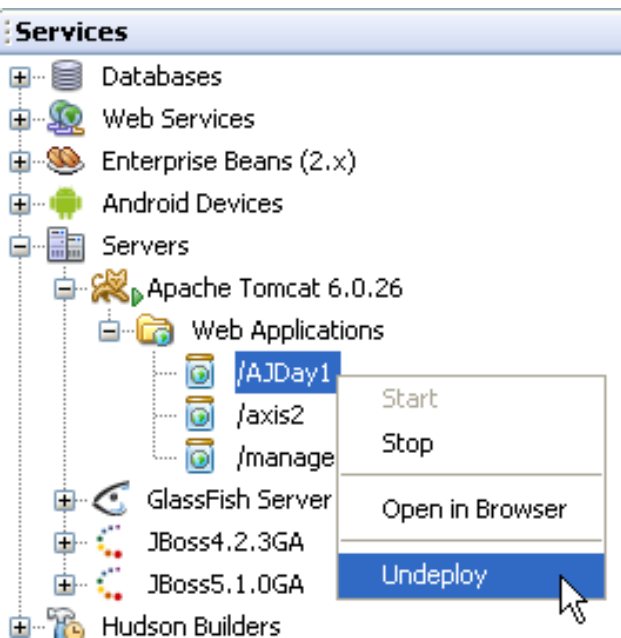 Services
Databases
Web Services
Enterprise Beans (2.x)
Android Devices
Servers
Apache Tomcat 6.0.26
Web Applications
/AJDay1
/axis2
/manage
GlassFish Server
JBoss4.2.3GA
JBoss5.1.0GA
Hudson Builders
Start
Stop
Open in Browser
Undeploy